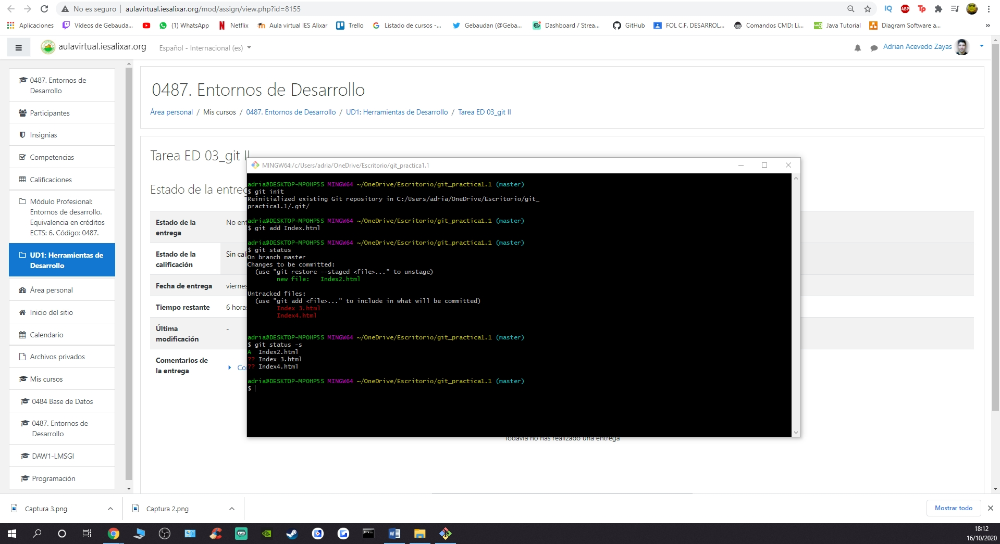 No es seguro
aulavirtual.iesalixar.org/mod/assign/view.php?id=8155
IQ
ABP
Tp
Aplicaciones
Vídeos de Gebauda...
(1) WhatsApp
Netflix
Aula virtual IES Alixar
Trello
Listado de cursos -...
Gebaudan (@Geba...
Dashboard / Strea...
GitHub
FOL C.F. DESARROL...
Comandos CMD: Li...
Java Tutorial
Diagram Software a...
»
aulavirtual.iesalixar.org
Español - Internacional (es)
Adrian Acevedo Zayas
0487. Entornos de
Desarrollo
Participantes
Insignias
Competencias
Calificaciones
Módulo Profesional:
Entornos de desarrollo.
Equivalencia en créditos
ECTS: 6. Código: 0487.
UD1: Herramientas de
Desarrollo
Área personal
Inicio del sitio
Calendario
Archivos privados
Mis cursos
0484 Base de Datos
0487. Entornos de
Desarrollo
DAW1-LMSGI
Programación
0487. Entornos de Desarrollo
Área personal / Mis cursos / 0487. Entornos de Desarrollo / UD1: Herramientas de Desarrollo / Tarea ED 03_git II
Tarea ED 03_git II
Estado de la entreg
Estado de la
entrega
No ent
Estado de la
calificación
Sin cali
Fecha de entrega
viernes
Tiempo restante
6 hora
Última
modificación
-
Comentarios de
la entrega
Co
MINGW64:/c/Users/adria/OneDrive/Escritorio/git_practica1.1
adria@DESKTOP-MPOHP5S MINGW64 ~/OneDrive/Escritorio/git_practica1.1 (master)
$ git init
Reinitialized existing Git repository in C:/Users/adria/OneDrive/Escritorio/git_
practica1.1/.git/
adria@DESKTOP-MPOHP5S MINGW64 ~/OneDrive/Escritorio/git_practica1.1 (master)
$ git add Index.html
adria@DESKTOP-MPOHP5S MINGW64 ~/OneDrive/Escritorio/git_practica1.1 (master)
$ git status
On branch master
Changes to be committed:
(use "git restore --staged <file>..." to unstage)
new file:   Index2.html
Untracked files:
(use "git add <file>..." to include in what will be committed)
Index 3.html
Index4.html
adria@DESKTOP-MPOHP5S MINGW64 ~/OneDrive/Escritorio/git_practica1.1 (master)
$ git status -s
A  Index2.html
?? Index 3.html
?? Index4.html
adria@DESKTOP-MPOHP5S MINGW64 ~/OneDrive/Escritorio/git_practica1.1 (master)
$
Todavía no has realizado una entrega
Captura 3.png
Captura 2.png
Mostrar todo
18:12
16/10/2020